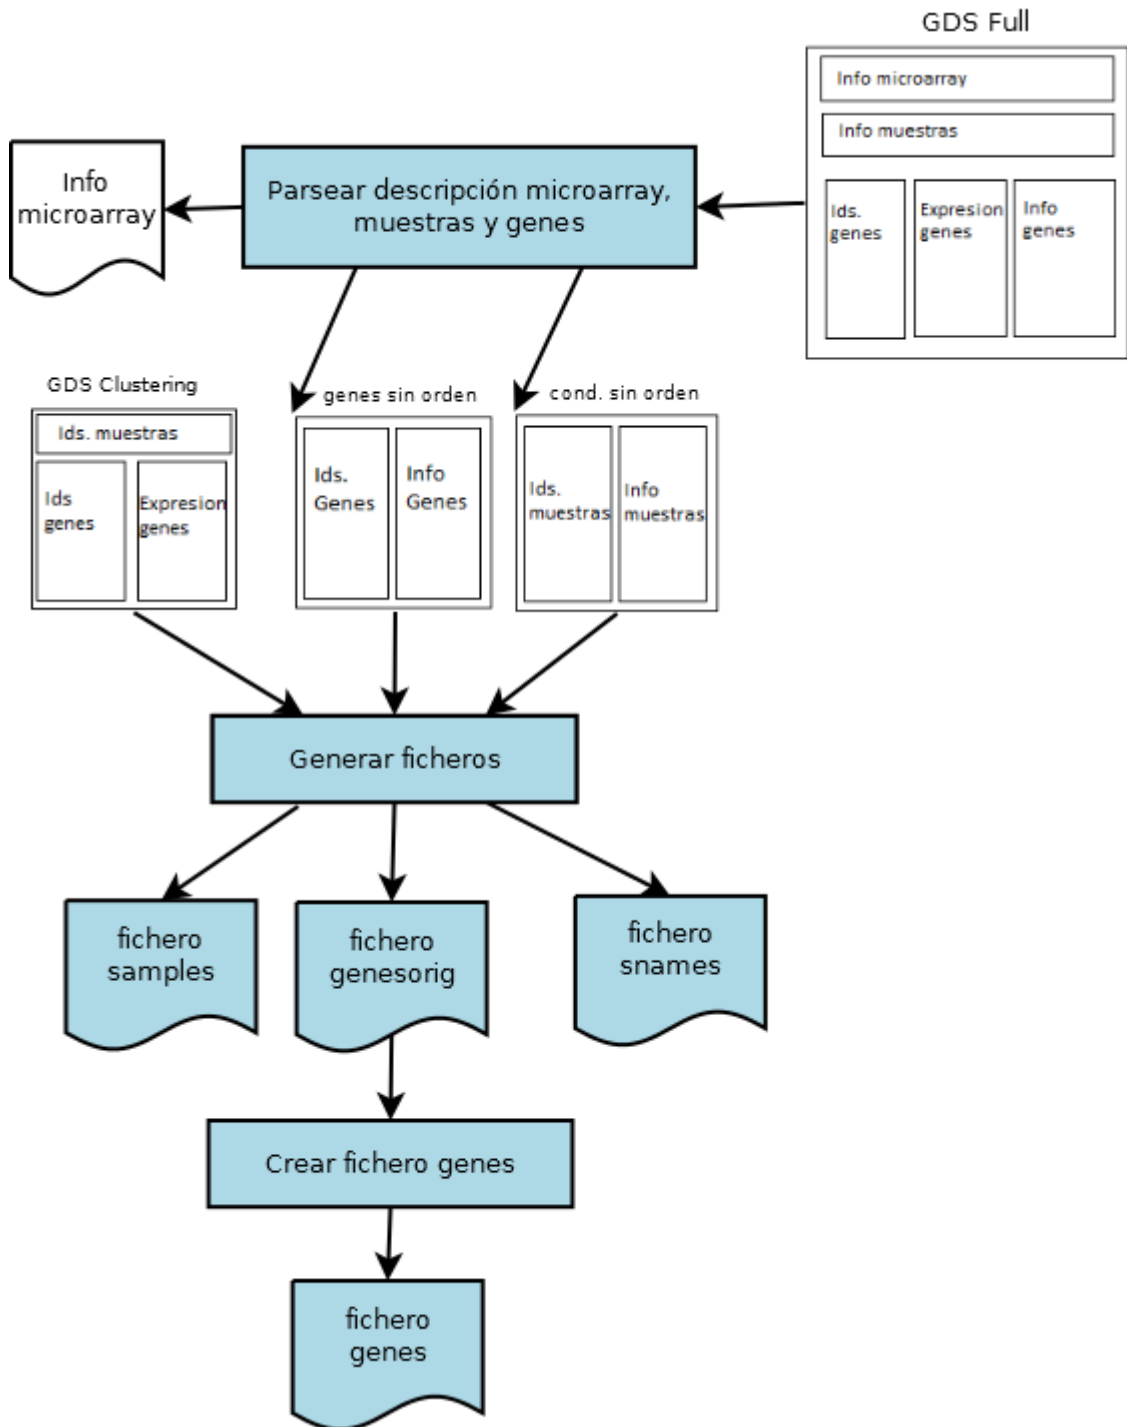 GDS Full
Info microarray
Info muestras
Ids.
genes
Expresion
genes
Info
genes
Parsear descripción microarray,
muestras y genes
Info
microarray
GDS Clustering
Ids. muestras
Ids
genes
Expresion
genes
genes sin orden
Ids.
Genes
Info
Genes
cond. sin orden
Ids.
muestras
Info
muestras
Generar ficheros
fichero
samples
fichero
genesorig
fichero
snames
Crear fichero genes
fichero
genes